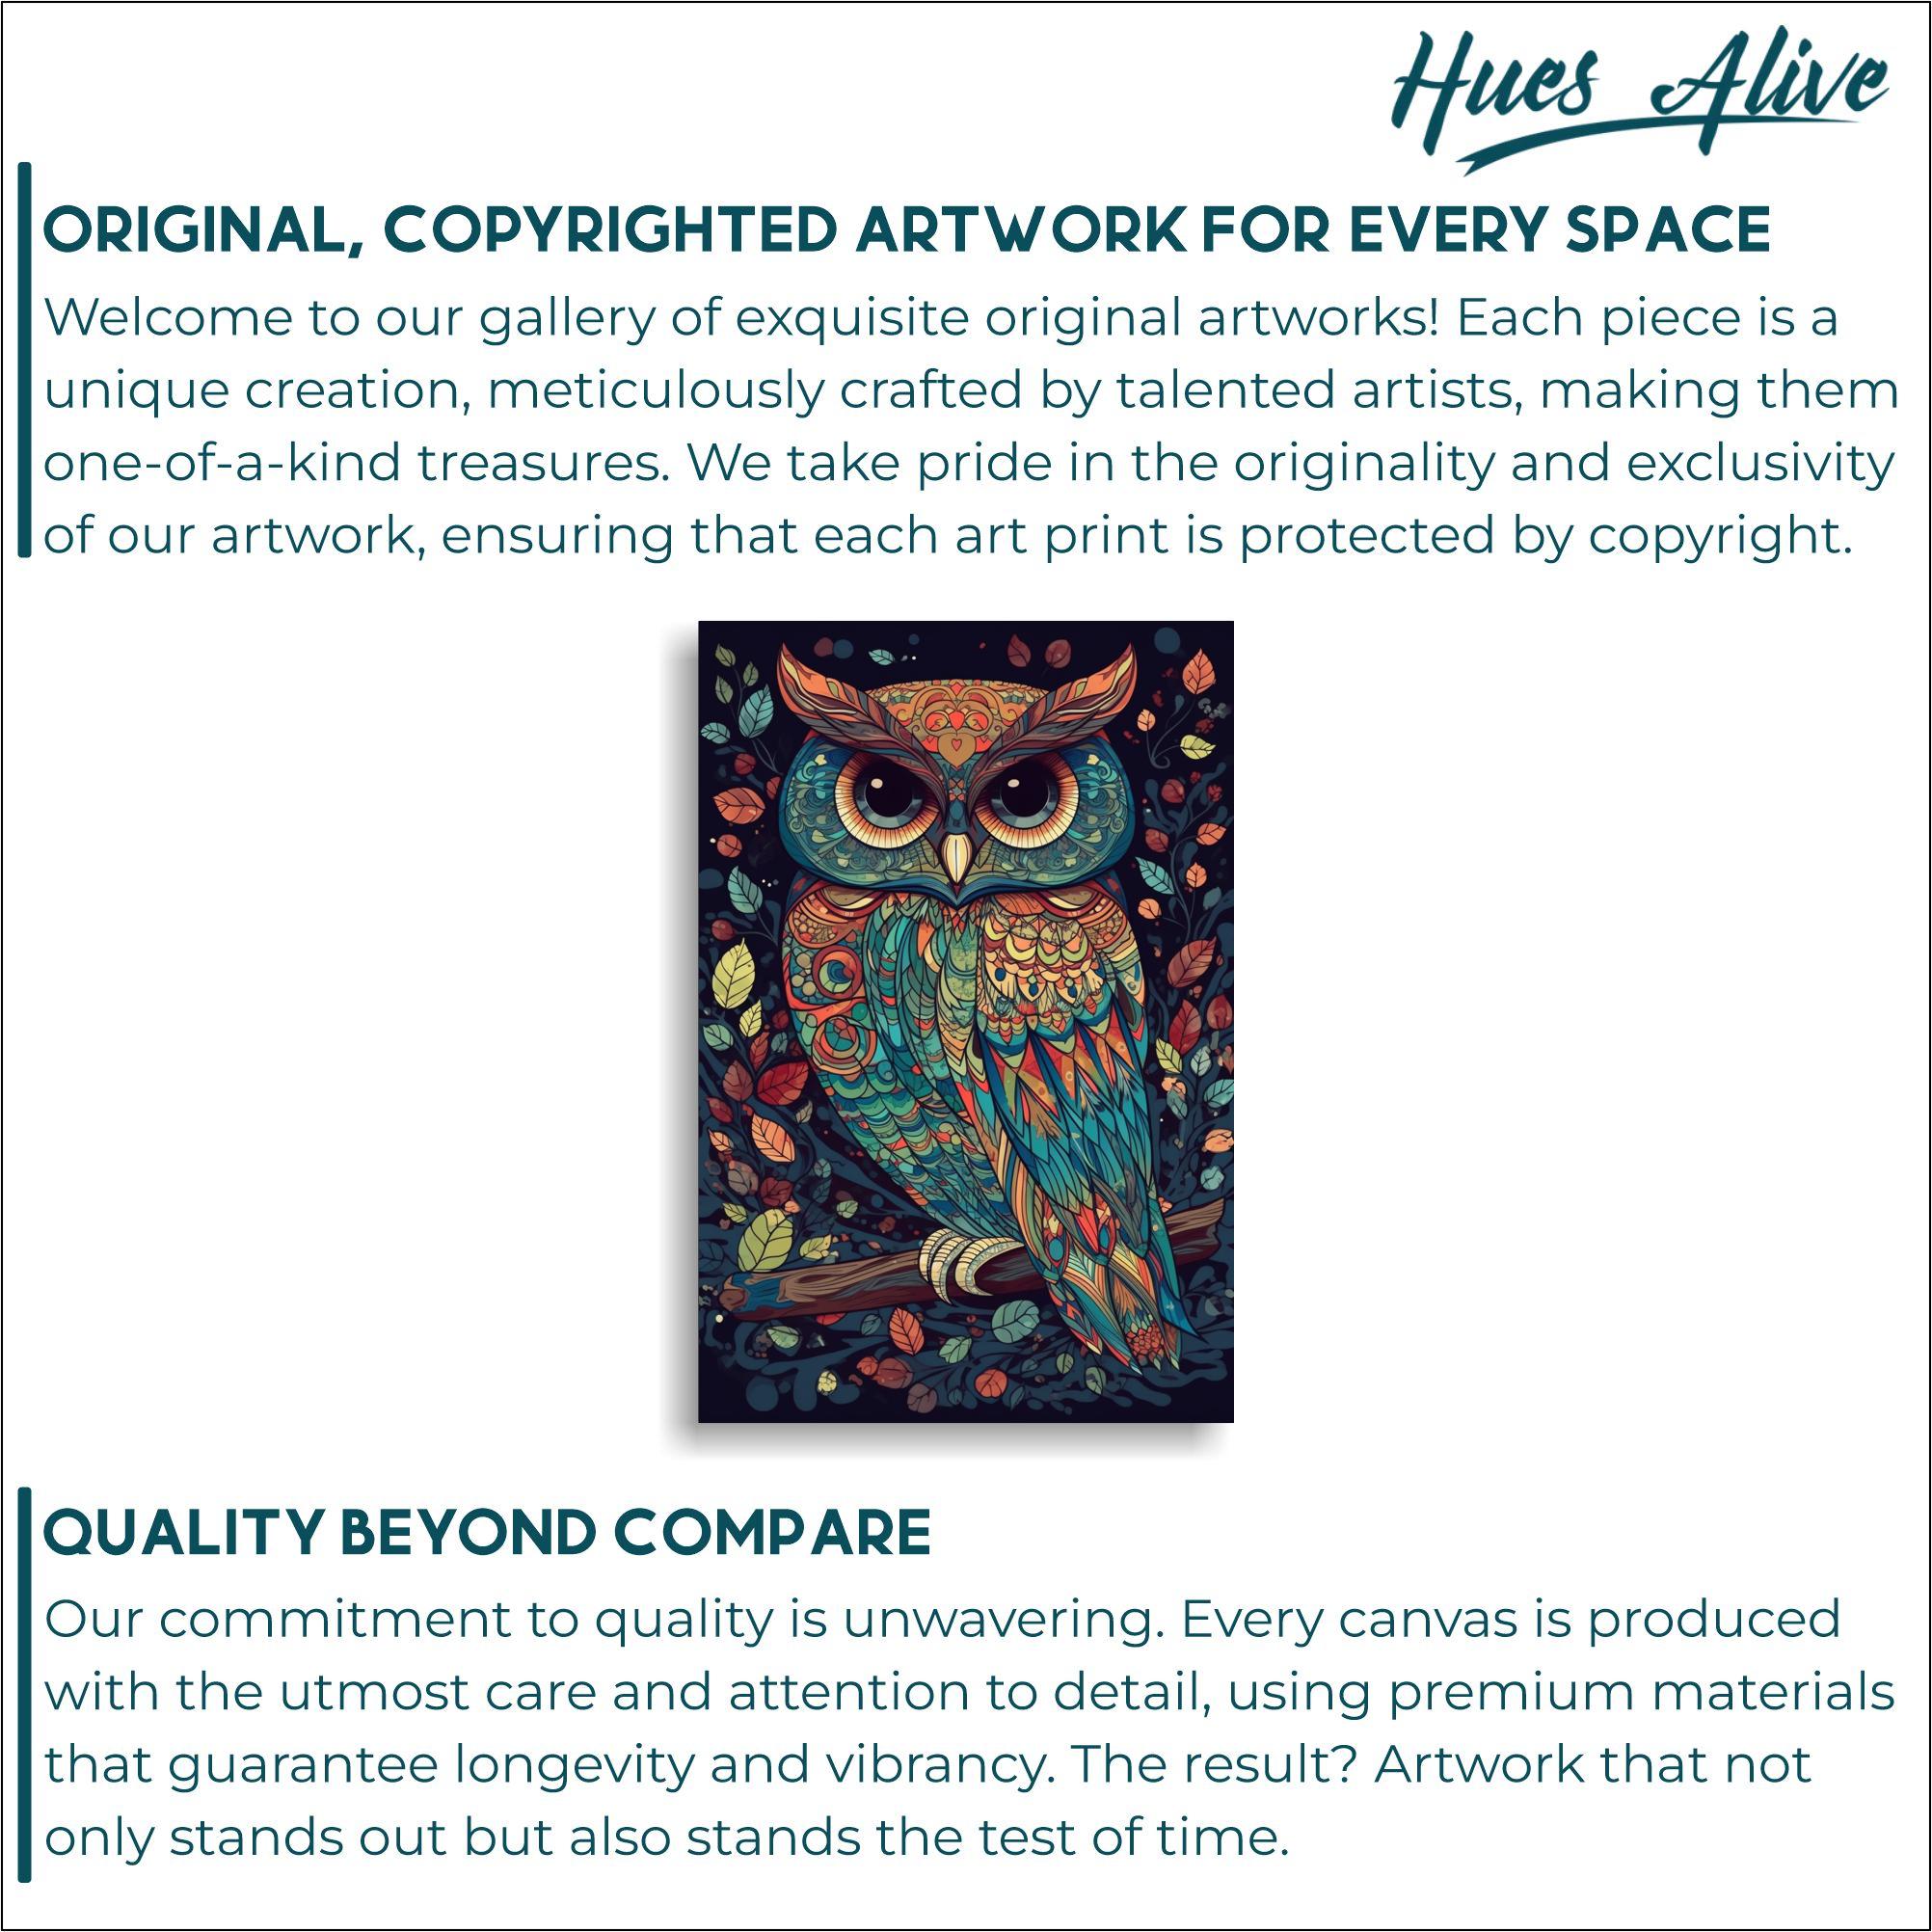 Hues Alive
ORIGINAL, COPYRIGHTED ARTWORK FOR EVERY SPACE
Welcome to our gallery of exquisite original artworks! Each piece is a
unique creation, meticulously crafted by talented artists, making them
one-of-a-kind treasures. We take pride in the originality and exclusivity
of our artwork, ensuring that each art print is protected by copyright.
QUALITY BEYOND COMPARE
Our commitment to quality is unwavering. Every canvas is produced
with the utmost care and attention to detail, using premium materials
that guarantee longevity and vibrancy. The result? Artwork that not
only stands out but also stands the test of time.